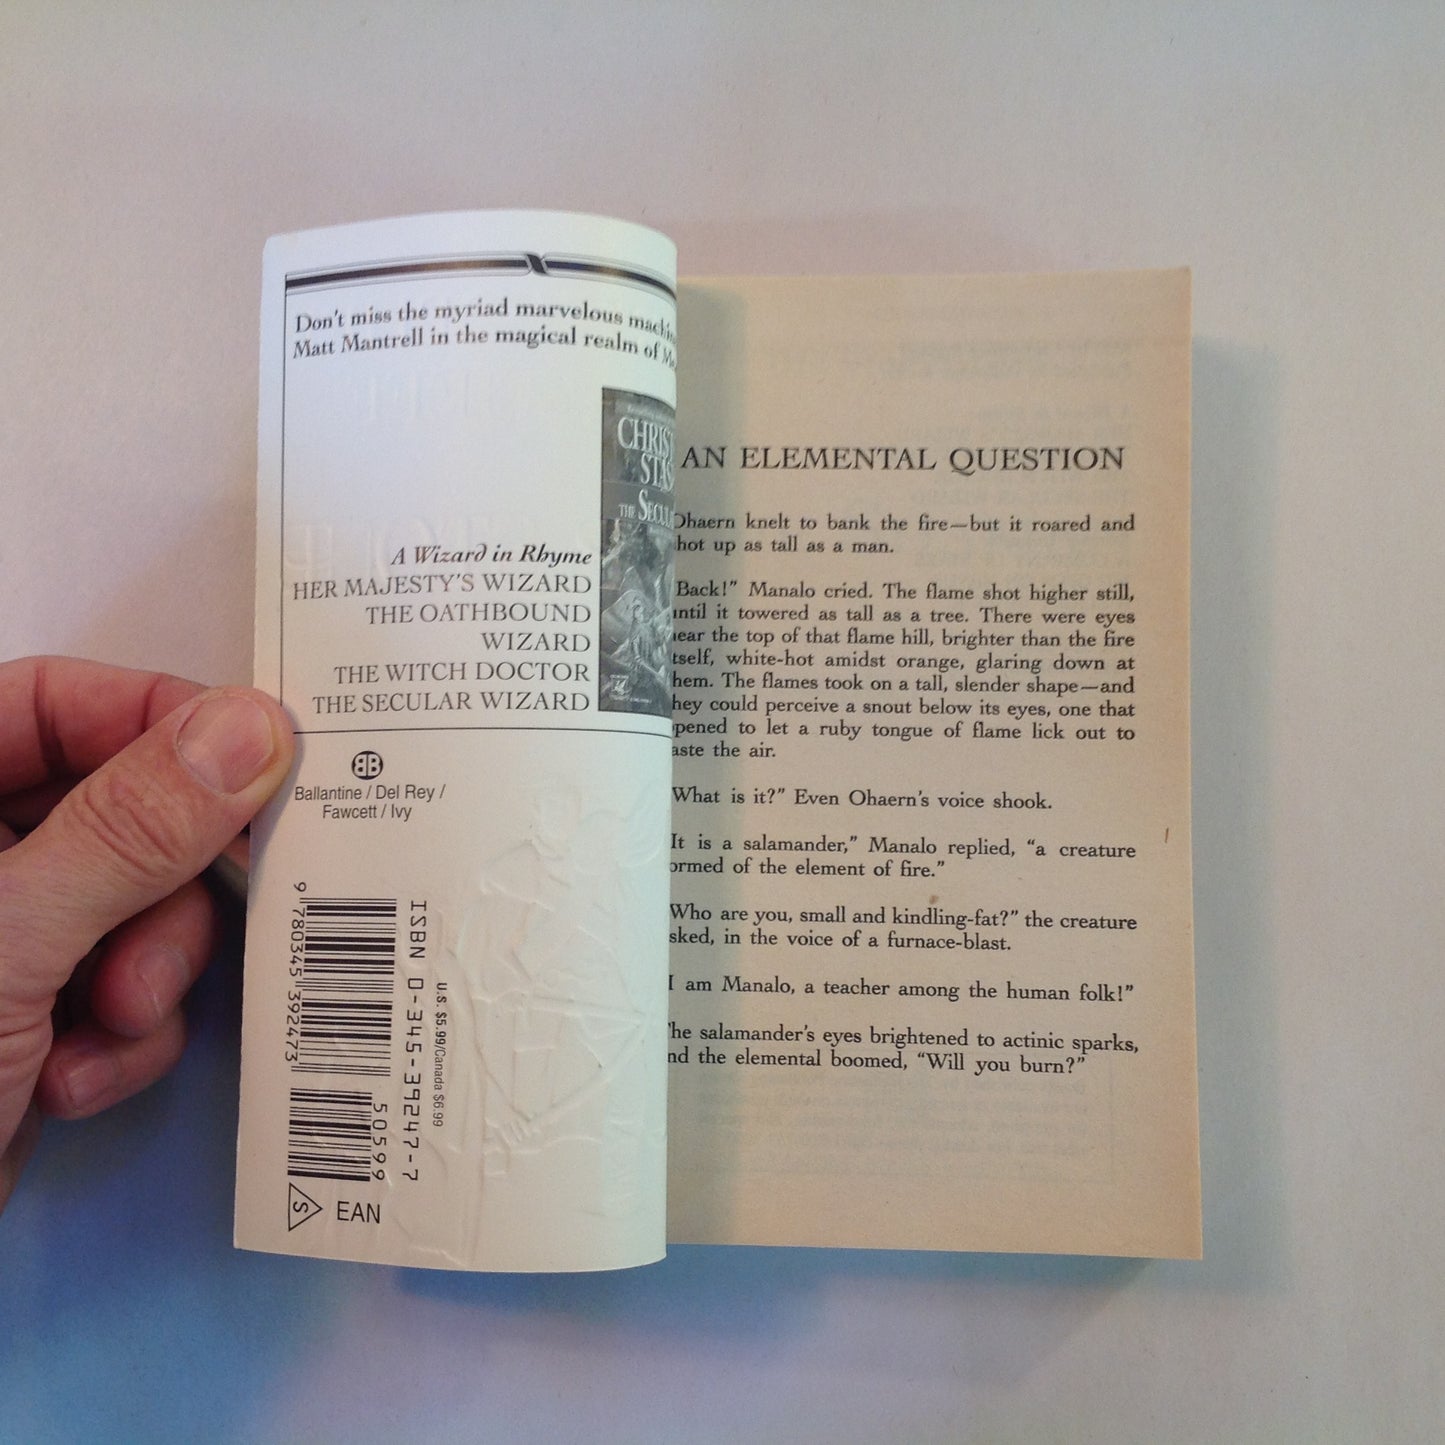 Don't miss the myriad marvelous
Matt Mantrell in the magical realm of
CHRIS
STAS
THE SECUL
A Wizard in Rhyme
HER MAJESTY'S WIZARD
THE OATHBOUND
WIZARD
THE WITCH DOCTOR
THE SECULAR WIZARD
BB
Ballantine / Del Rey /
Fawcett / Ivy
9 780345 392473
50599
ISBN 0-345-39247-7
U.S. $5.99/Canada $6.99
S
EAN
AN ELEMENTAL QUESTION
Ohaern knelt to bank the fire—but it roared and
hot up as tall as a man.
Back!” Manalo cried. The flame shot higher still,
ntil it towered as tall as a tree. There were eyes
ear the top of that flame hill, brighter than the fire
tself, white-hot amidst orange, glaring down at
hem. The flames took on a tall, slender shape—and
hey could perceive a snout below its eyes, one that
pened to let a ruby tongue of flame lick out to
aste the air.
What is it?” Even Ohaern’s voice shook.
It is a salamander,” Manalo replied, “a creature
ormed of the element of fire.”
Who are you, small and kindling-fat?” the creature
sked, in the voice of a furnace-blast.
I am Manalo, a teacher among the human folk!”
he salamander’s eyes brightened to actinic sparks,
nd the elemental boomed, “Will you burn?”